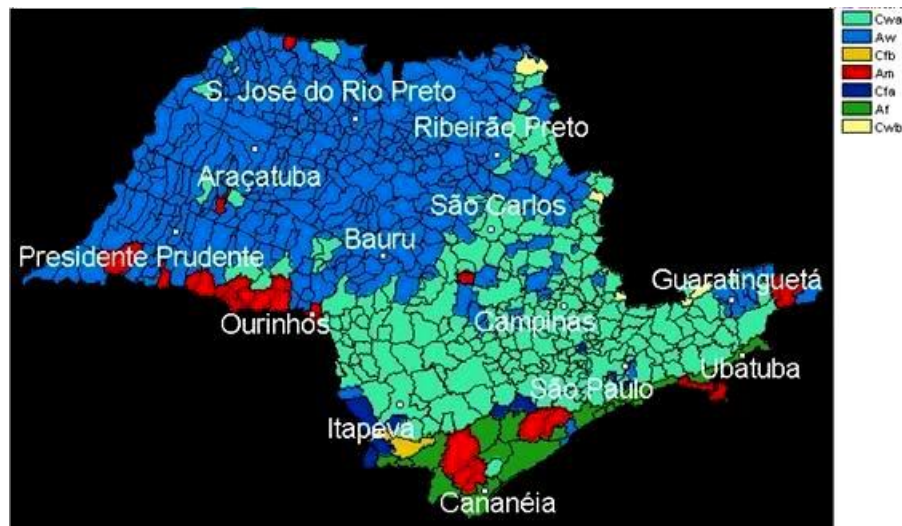 Cwa
Aw
Cfb
Am
Cfa
Af
Cwb
S. José do Rio Preto
Ribeirão Preto
Araçatuba
São Carlos
Bauru
Presidente Prudente
Guaratinguetá
Ourinhos
Campinas
Ubatuba
São Paulo
Itapeva
Cananéia